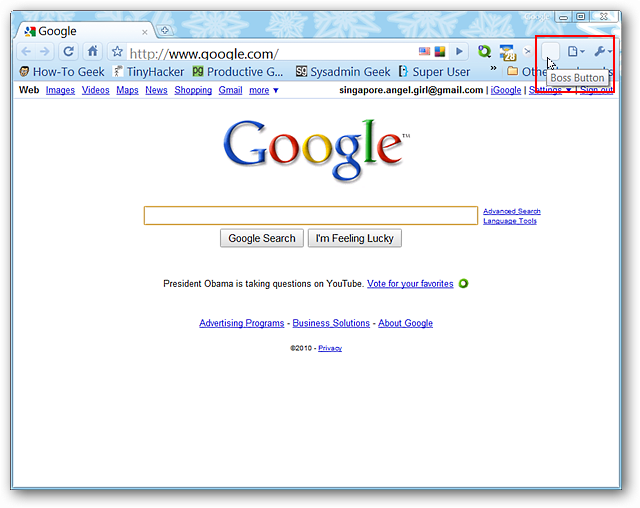 Google
Google
http://www.google.com/
28
How-To Geek TinyHacker Productive G... Sysadmin Geek Super User » Othe
Boss Button
Web Images Videos Maps News Shopping Gmail more ▼ singapore.angel.girl@gmail.com | iGoogle | Settings ▼ | Sign out
Google™
Advanced Search
Language Tools
Google Search I'm Feeling Lucky
President Obama is taking questions on YouTube. Vote for your favorites
Advertising Programs - Business Solutions - About Google
©2010 - Privacy